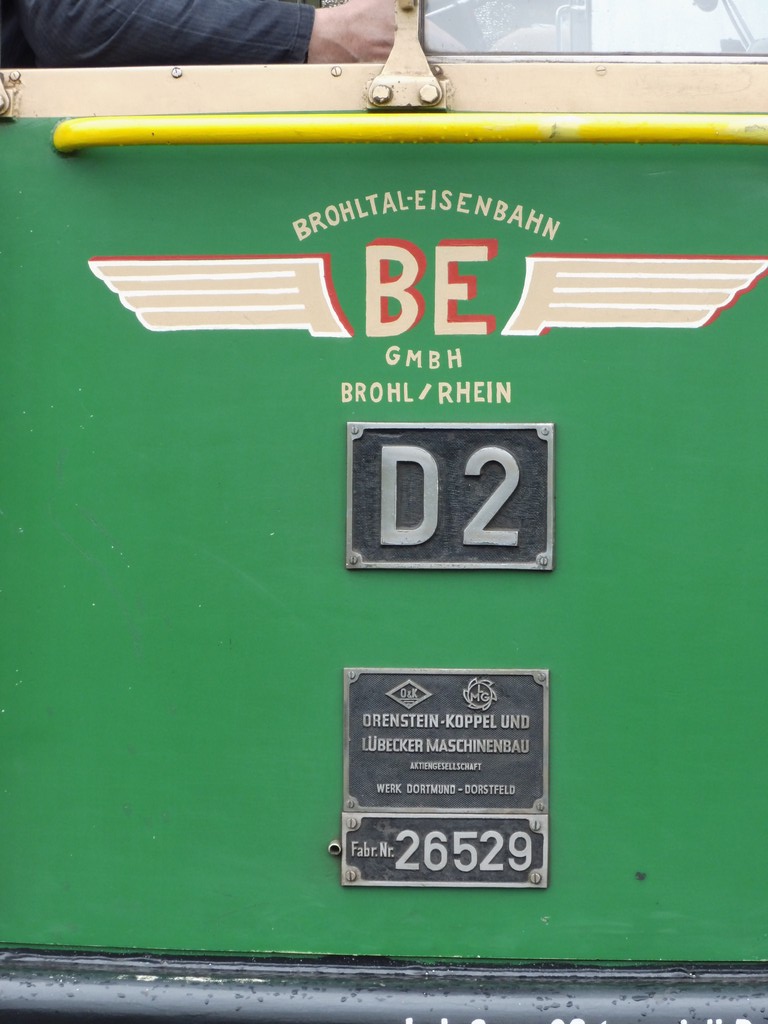 BROHLTAL-EISENBAHN
BE
GMBH
BROHL/RHEIN
D2
O&K MG
ORENSTEIN-KOPPEL UND
LÜBECKER MASCHINENBAU
AKTIENGESELLSCHAFT
WERK DORTMUND-DORSTFELD
Fabr.Nr. 26529